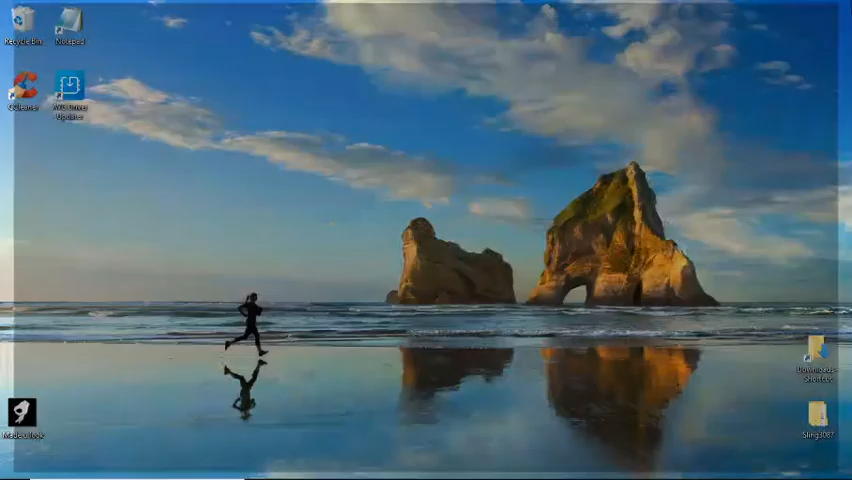 Recycle Bin
Notepad
CCleaner
AVG Driver
Updater
Downloads -
Shortcut
Sling3087